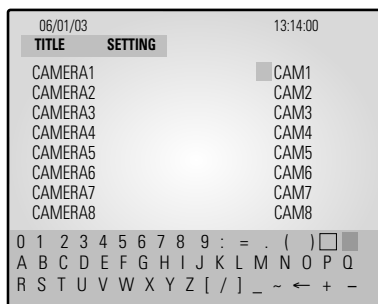 06/01/03 13:14:00
TITLE SETTING
CAMERA1 CAM1
CAMERA2 CAM2
CAMERA3 CAM3
CAMERA4 CAM4
CAMERA5 CAM5
CAMERA6 CAM6
CAMERA7 CAM7
CAMERA8 CAM8
0 1 2 3 4 5 6 7 8 9 : = . ( )
A B C D E F G H I J K L M N O P Q
R S T U V W X Y Z [ / ] _ ~ ← + −